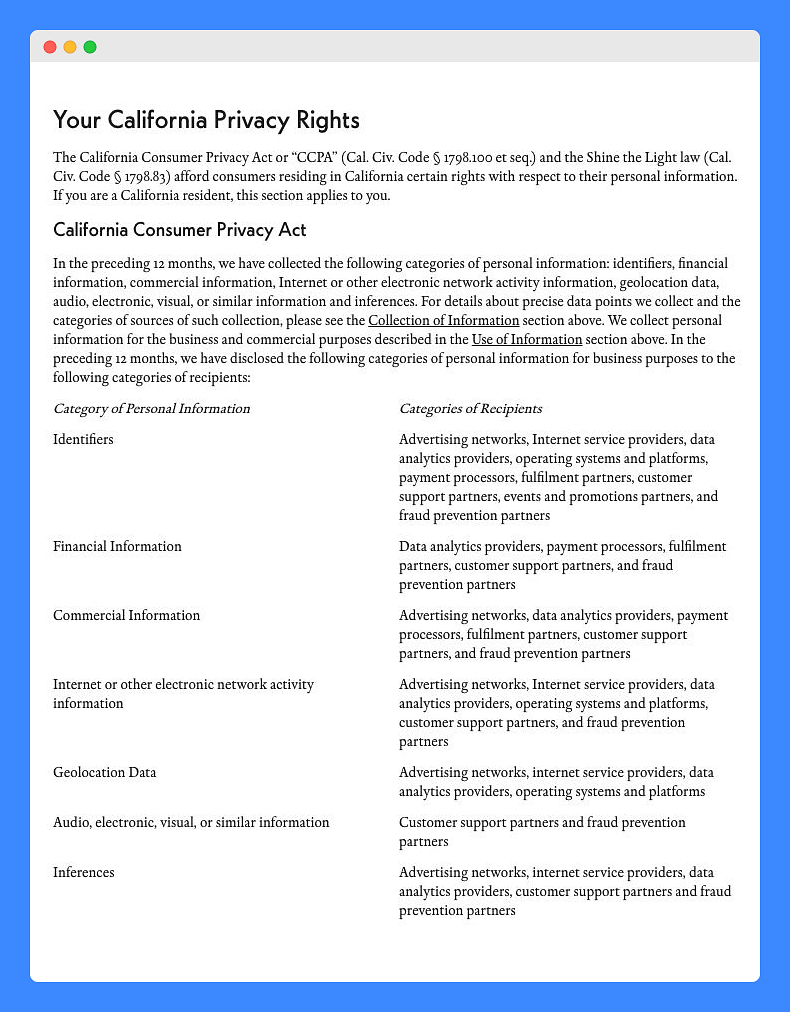 Your California Privacy Rights
The California Consumer Privacy Act or “CCPA” (Cal. Civ. Code § 1798.100 et seq.) and the Shine the Light law (Cal.
Civ. Code § 1798.83) afford consumers residing in California certain rights with respect to their personal information.
If you are a California resident, this section applies to you.
California Consumer Privacy Act
In the preceding 12 months, we have collected the following categories of personal information: identifiers, financial
information, commercial information, Internet or other electronic network activity information, geolocation data,
audio, electronic, visual, or similar information and inferences. For details about precise data points we collect and the
categories of sources of such collection, please see the Collection of Information section above. We collect personal
information for the business and commercial purposes described in the Use of Information section above. In the
preceding 12 months, we have disclosed the following categories of personal information for business purposes to the
following categories of recipients:
Category of Personal Information
Categories of Recipients
Identifiers
Advertising networks, Internet service providers, data
analytics providers, operating systems and platforms,
payment processors, fulfilment partners, customer
support partners, events and promotions partners, and
fraud prevention partners
Financial Information
Data analytics providers, payment processors, fulfilment
partners, customer support partners, and fraud
prevention partners
Commercial Information
Advertising networks, data analytics providers, payment
processors, fulfilment partners, customer support
partners, and fraud prevention partners
Internet or other electronic network activity
information
Advertising networks, Internet service providers, data
analytics providers, operating systems and platforms,
customer support partners, and fraud prevention
partners
Geolocation Data
Advertising networks, internet service providers, data
analytics providers, operating systems and platforms
Audio, electronic, visual, or similar information
Customer support partners and fraud prevention
partners
Inferences
Advertising networks, internet service providers, data
analytics providers, customer support partners and fraud
prevention partners